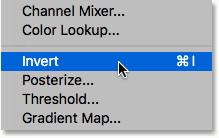 Channel Mixer...
Color Lookup...
Invert ⌘I
Posterize...
Threshold...
Gradient Map...